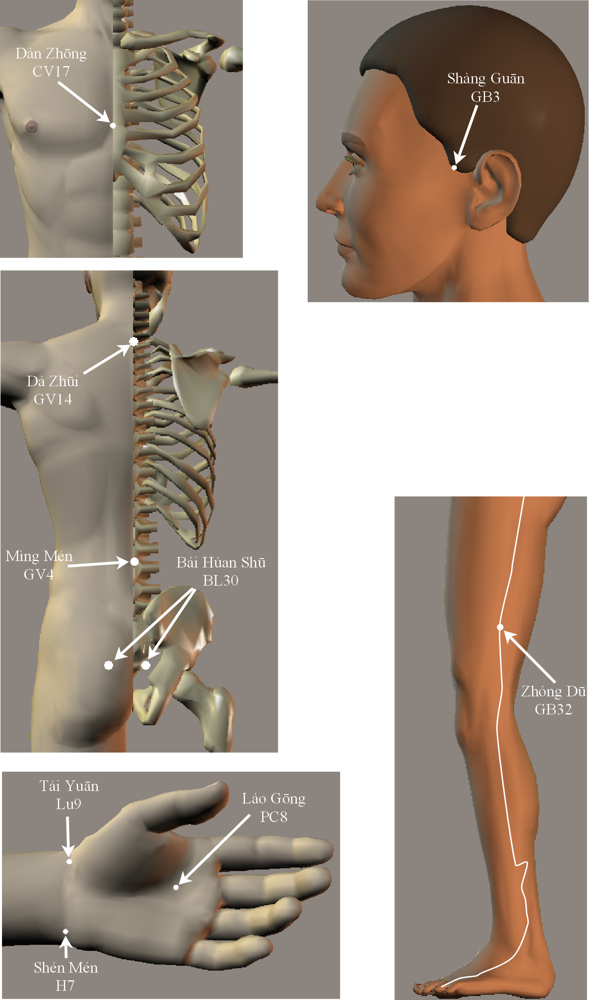 Dàn Zhōng
CV17
Shàng Guān
GB3
Dà Zhūi
GV14
Mìng Mén
GV4
Bái Húan Shū
BL30
Zhóng Dū
GB32
Tài Yuān
Lu9
Láo Gōng
PC8
Shén Mén
H7